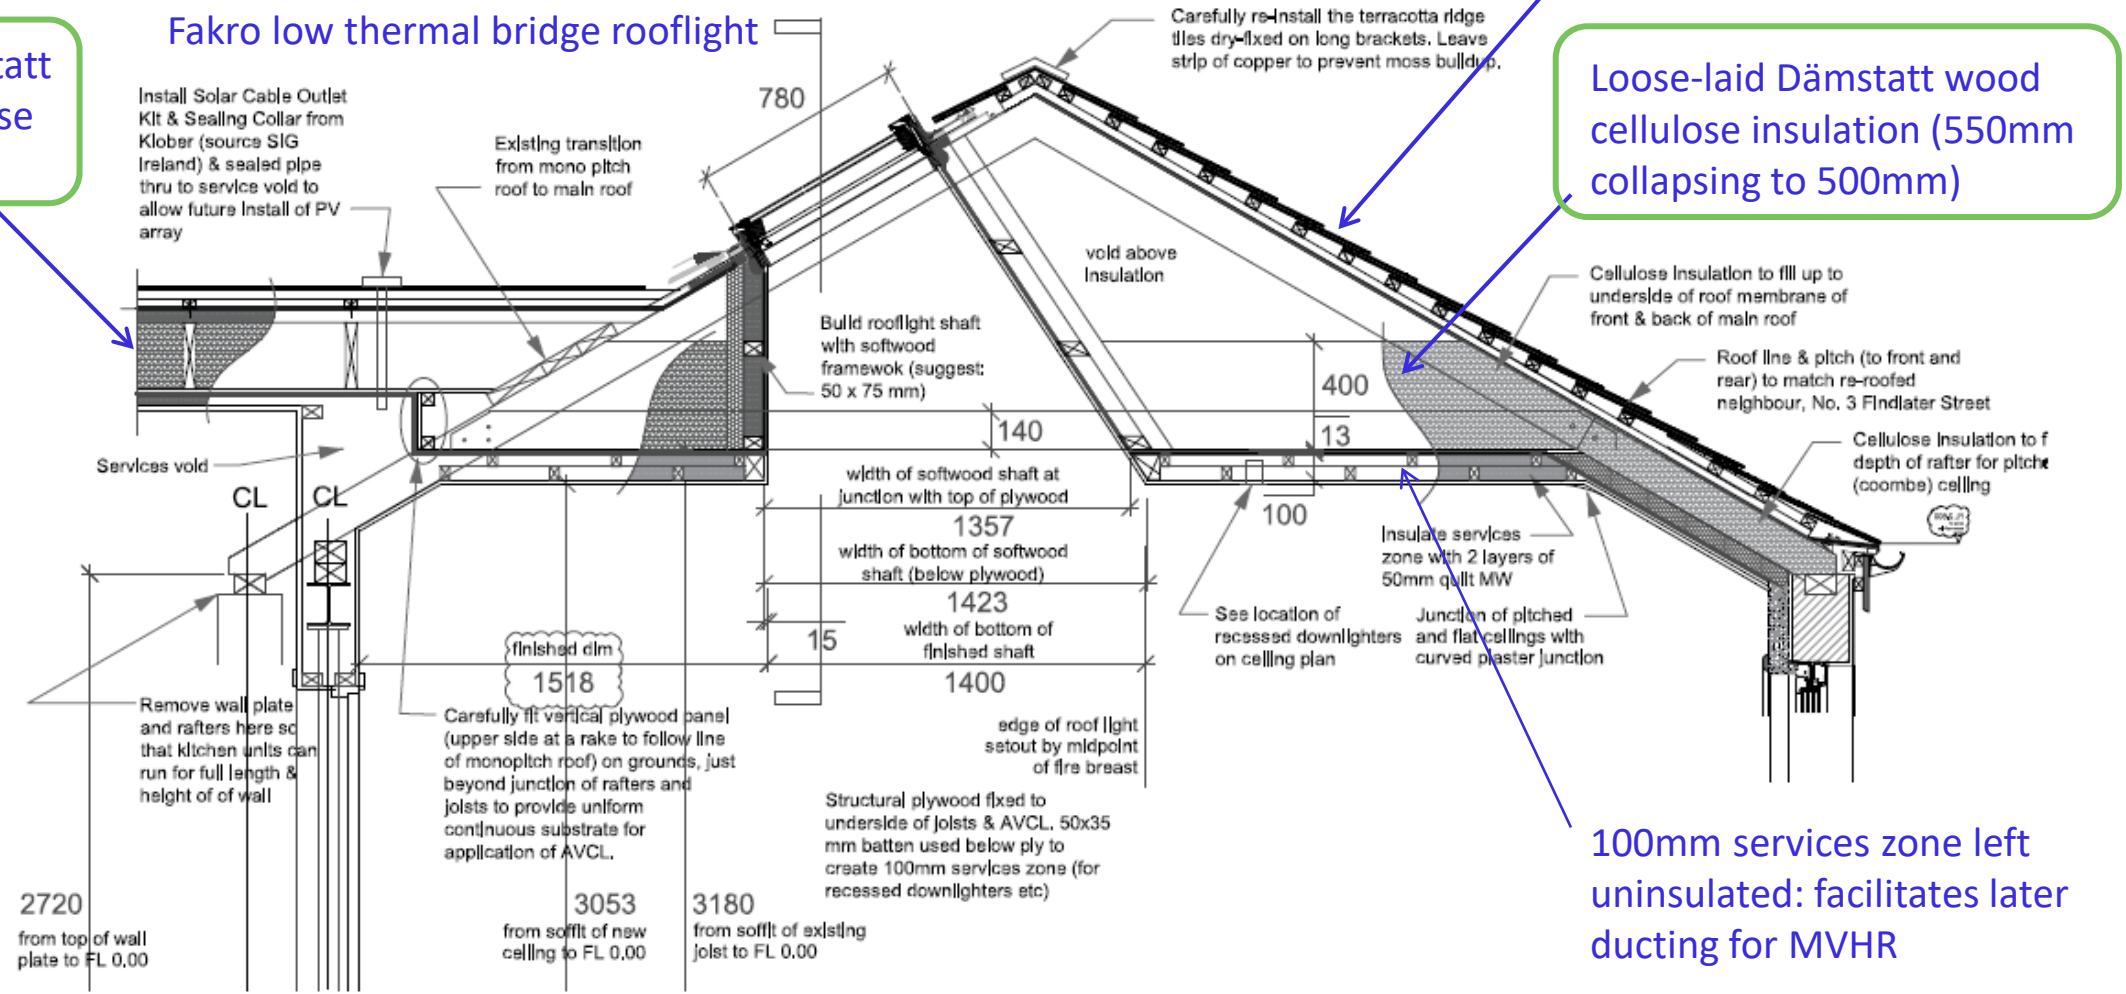 Fakro low thermal bridge rooflight
tatt
se
Install Solar Cable Outlet
Kit & Sealing Collar from
Klober (source SIG
Ireland) & sealed pipe
thru to service void to
allow future install of PV
array
Existing transition
from mono pitch
roof to main roof
780
Carefully re-install the terracotta ridge
tiles dry-fixed on long brackets. Leave
strip of copper to prevent moss buildup.
Loose-laid Dämstatt wood
cellulose insulation (550mm
collapsing to 500mm)
void above
insulation
Cellulose insulation to fill up to
underside of roof membrane of
front & back of main roof
Build rooflight shaft
with softwood
framewok (suggest:
50 x 75 mm)
Roof line & pitch (to front and
rear) to match re-roofed
neighbour, No. 3 Findlater Street
400
13
140
Cellulose insulation to f
depth of rafter for pitche
(coombe) ceiling
Services void
CL
CL
width of softwood shaft at
junction with top of plywood
1357
width of bottom of softwood
shaft (below plywood)
1423
width of bottom of
finished shaft
1400
15
100
Insulate services
zone with 2 layers of
50mm quilt MW
See location of
recessed downlighters
on ceiling plan
Junction of pitched
and flat ceilings with
curved plaster junction
finished dim
1518
Remove wall plate
and rafters here so
that kitchen units can
run for full length &
height of of wall
Carefully fit vertical plywood panel
(upper side at a rake to follow line
of monopitch roof) on grounds, just
beyond junction of rafters and
joists to provide uniform
continuous substrate for
application of AVCL.
edge of roof light
setout by midpoint
of fire breast
Structural plywood fixed to
underside of joists & AVCL. 50x35
mm batten used below ply to
create 100mm services zone (for
recessed downlighters etc)
100mm services zone left
uninsulated: facilitates later
ducting for MVHR
2720
from top of wall
plate to FL 0.00
3053
from soffit of new
ceiling to FL 0.00
3180
from soffit of existing
joist to FL 0.00